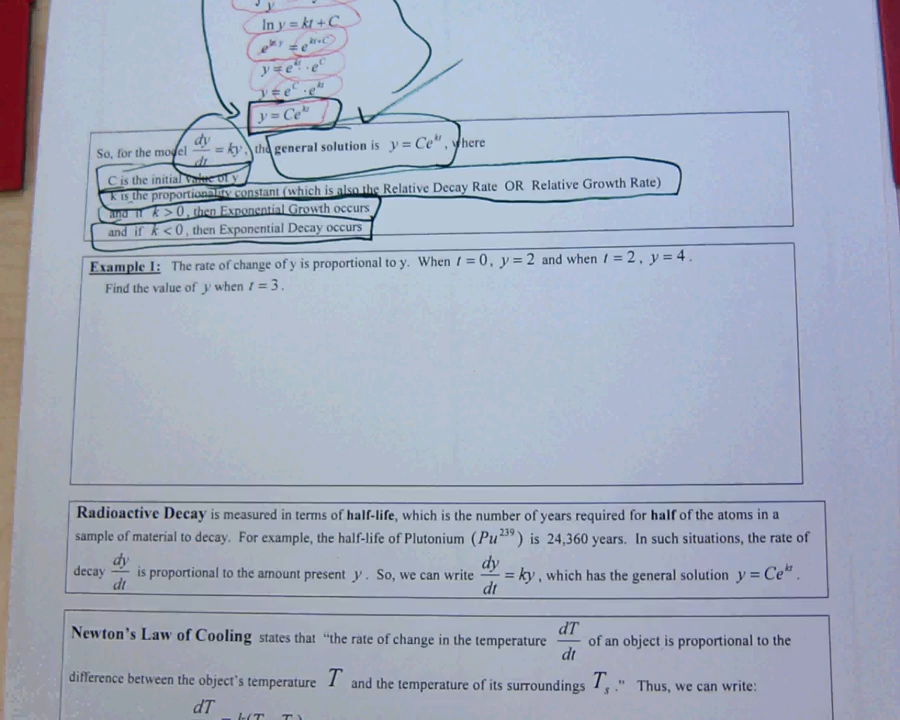 ln y = kt + C
e^{ln y} = e^{kt+C}
y = e^{kt} · e^C
y = e^C · e^{kt}
y = Ce^{kt}
So, for the model dy/dt = ky, the general solution is y = Ce^{kt}, where
C is the initial value of y
k is the proportionality constant (which is also the Relative Decay Rate OR Relative Growth Rate)
and if k > 0, then Exponential Growth occurs
and if k < 0, then Exponential Decay occurs
Example 1: The rate of change of y is proportional to y. When t = 0, y = 2 and when t = 2, y = 4.
Find the value of y when t = 3.
Radioactive Decay is measured in terms of half-life, which is the number of years required for half of the atoms in a
sample of material to decay. For example, the half-life of Plutonium (Pu^{239}) is 24,360 years. In such situations, the rate of
decay dy/dt is proportional to the amount present y. So, we can write dy/dt = ky, which has the general solution y = Ce^{kt}.
Newton's Law of Cooling states that "the rate of change in the temperature dT/dt of an object is proportional to the
difference between the object's temperature T and the temperature of its surroundings T_s." Thus, we can write:
dT